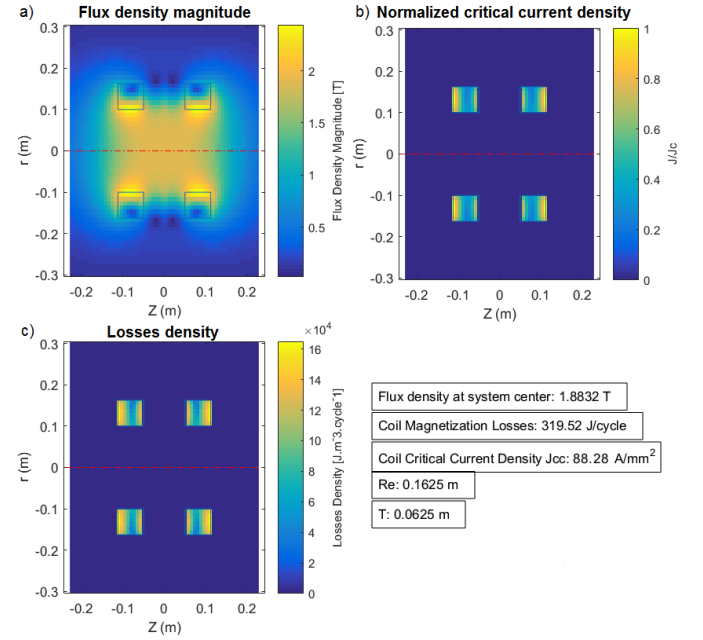 a) Flux density magnitude
0.3
0.2
0.1
0
-0.1
-0.2
-0.3
r (m)
-0.2 -0.1 0 0.1 0.2
Z (m)
2
1.5
1
0.5
Flux Density Magnitude [T]
b) Normalized critical current density
0.3
0.2
0.1
0
-0.1
-0.2
-0.3
r (m)
-0.2 -0.1 0 0.1 0.2
Z (m)
1
0.8
0.6
0.4
0.2
0
J/Jc
c) Losses density
0.3
0.2
0.1
0
-0.1
-0.2
-0.3
r (m)
-0.2 -0.1 0 0.1 0.2
Z (m)
×10⁴
16
14
12
10
8
6
4
2
0
Losses Density [J.m⁻3.cycle⁻1]
Flux density at system center: 1.8832 T
Coil Magnetization Losses: 319.52 J/cycle
Coil Critical Current Density Jcc: 88.28 A/mm²
Re: 0.1625 m
T: 0.0625 m